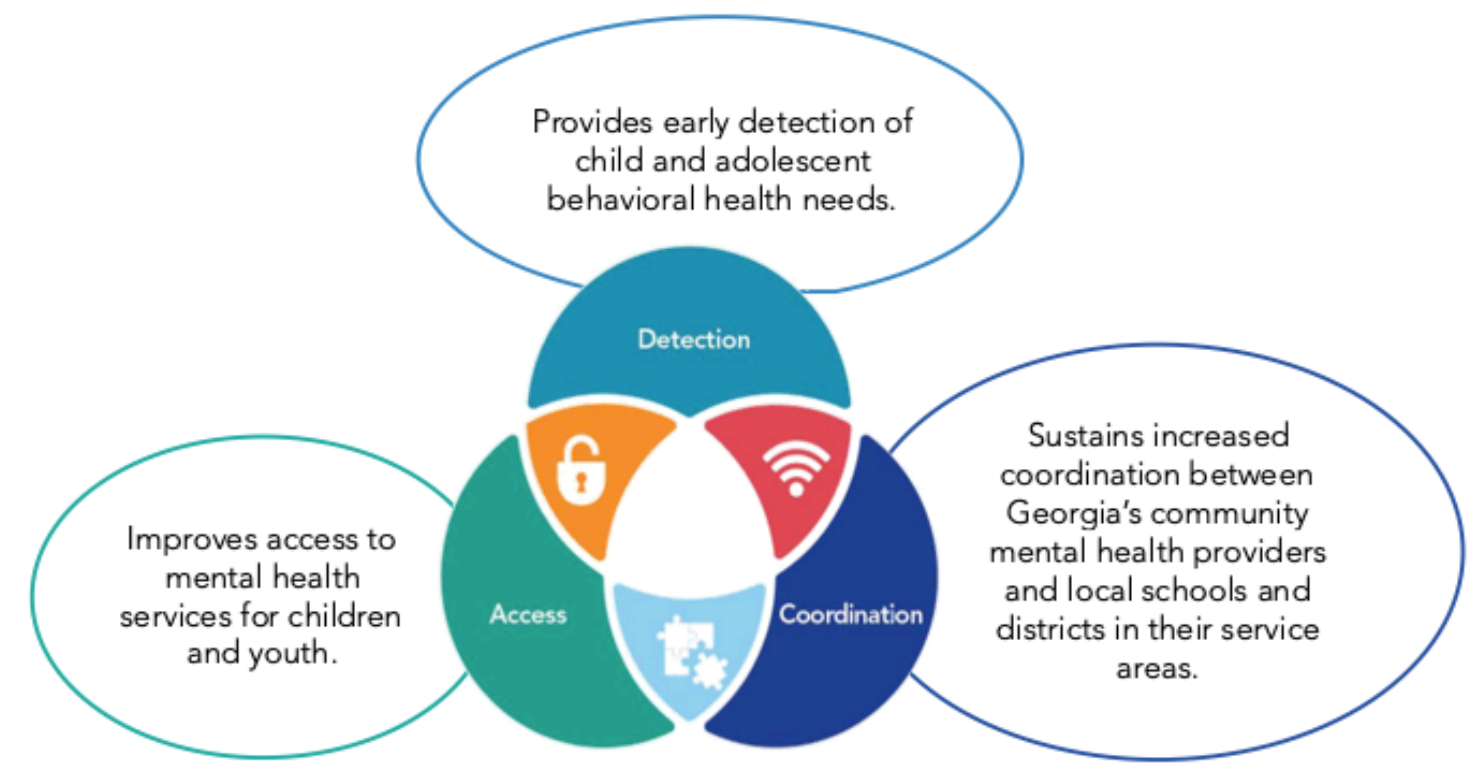 Provides early detection of
child and adolescent
behavioral health needs.
Detection
Improves access to
mental health
services for children
and youth.
Access
Coordination
Sustains increased
coordination between
Georgia’s community
mental health providers
and local schools and
districts in their service
areas.